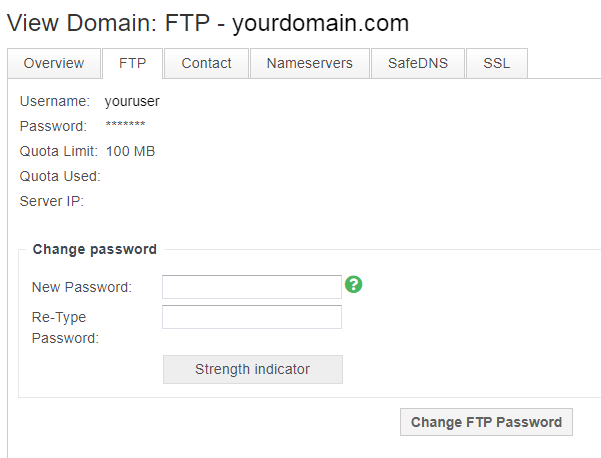 View Domain: FTP - yourdomain.com
Overview FTP Contact Nameservers SafeDNS SSL
Username: youruser
Password: *******
Quota Limit: 100 MB
Quota Used:
Server IP:
Change password
New Password: ?
Re-Type
Password:
Strength indicator
Change FTP Password